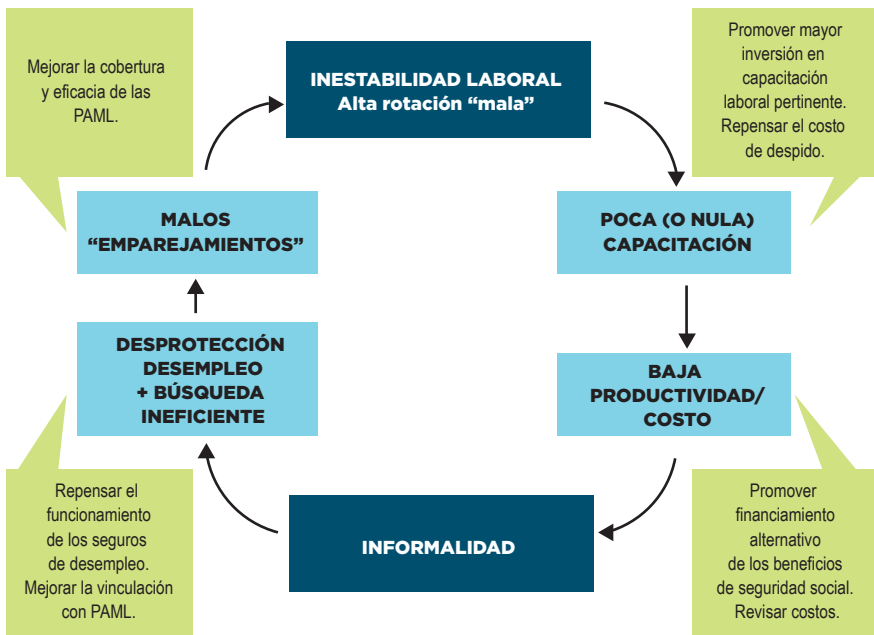 Mejorar la cobertura
y eficacia de las
PAML.
INESTABILIDAD LABORAL
Alta rotación “mala”
Promover mayor
inversión en
capacitación
laboral pertinente.
Repensar el costo
de despido.
MALOS
“EMPAREJAMIENTOS”
POCA (O NULA)
CAPACITACIÓN
DESPROTECCIÓN
DESEMPLEO
+ BÚSQUEDA
INEFICIENTE
BAJA
PRODUCTIVIDAD/
COSTO
Repensar el
funcionamiento
de los seguros
de desempleo.
Mejorar la vinculación
con PAML.
INFORMALIDAD
Promover
financiamiento
alternativo
de los beneficios
de seguridad social.
Revisar costos.